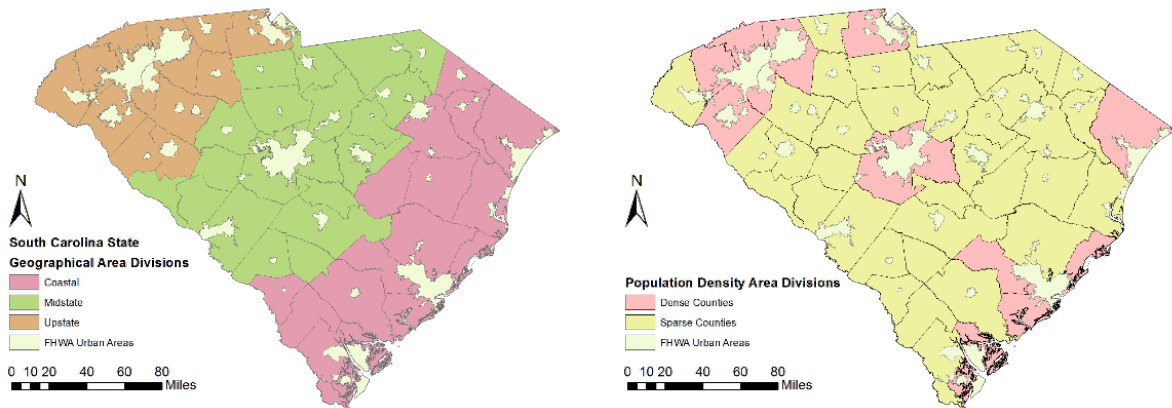 N
South Carolina State
Geographical Area Divisions
Coastal
Midstate
Upstate
FHWA Urban Areas
0 10 20 40 60 80
Miles
N
Population Density Area Divisions
Dense Counties
Sparse Counties
FHWA Urban Areas
0 10 20 40 60 80
Miles